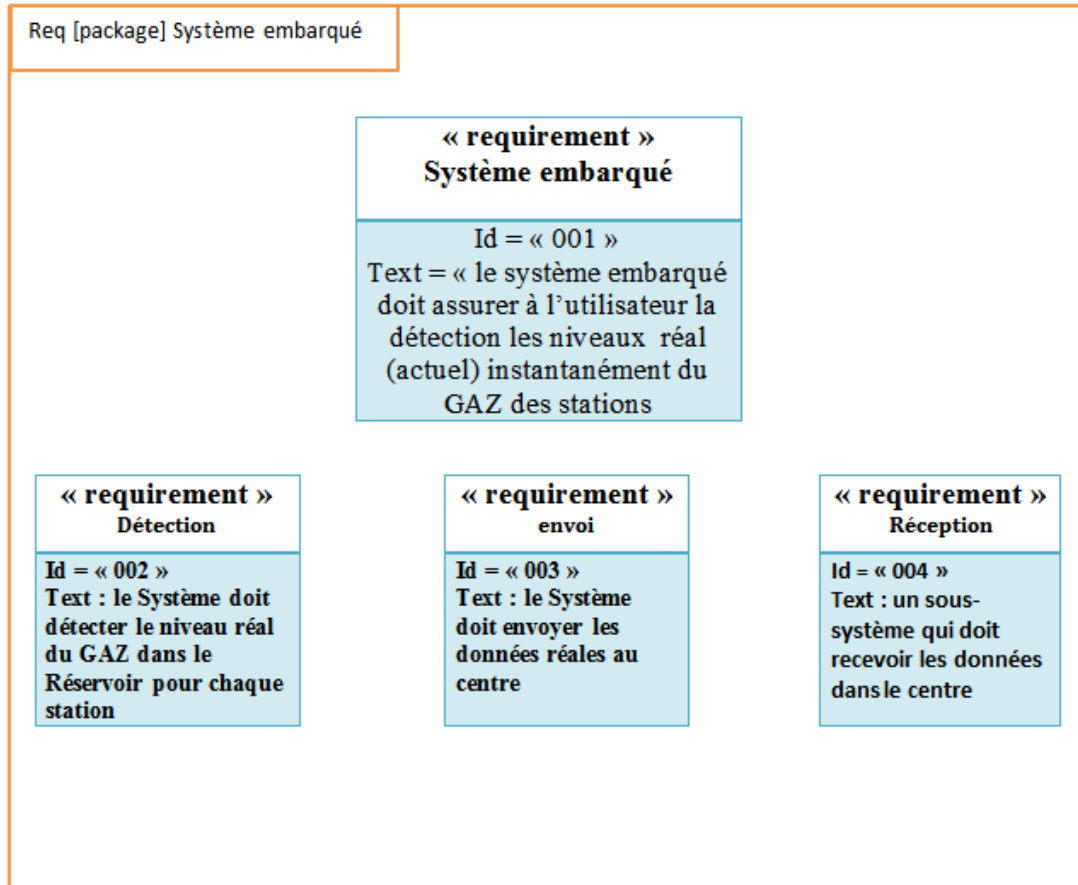 Req [package] Système embarqué
« requirement »
Système embarqué
Id = « 001 »
Text = « le système embarqué
doit assurer à l’utilisateur la
détection les niveaux réal
(actuel) instantanément du
GAZ des stations
« requirement »
Détection
Id = « 002 »
Text : le Système doit
détecter le niveau réal
du GAZ dans le
Réservoir pour chaque
station
« requirement »
envoi
Id = « 003 »
Text : le Système
doit envoyer les
données réales au
centre
« requirement »
Réception
Id = « 004 »
Text : un sous-
système qui doit
recevoir les données
dans le centre